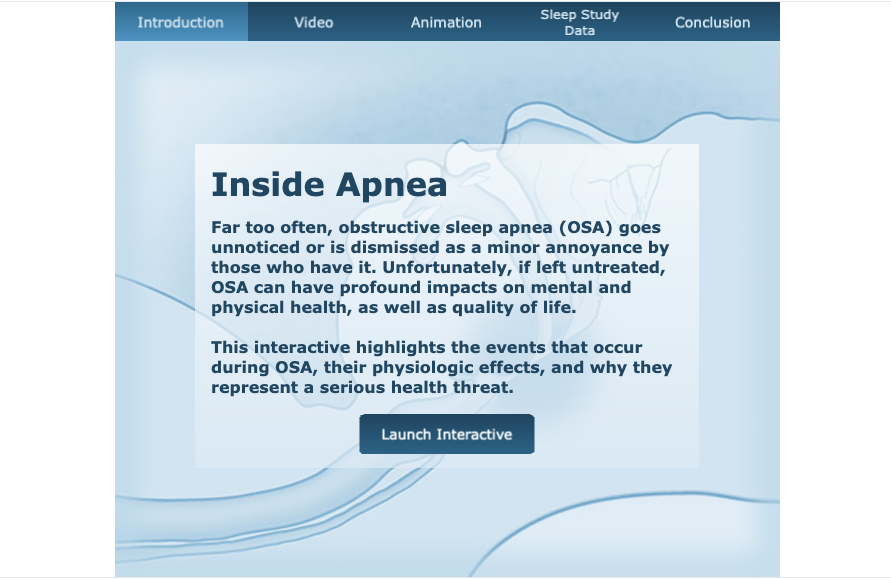 Introduction
Video
Animation
Sleep Study
Data
Conclusion
Inside Apnea
Far too often, obstructive sleep apnea (OSA) goes
unnoticed or is dismissed as a minor annoyance by
those who have it. Unfortunately, if left untreated,
OSA can have profound impacts on mental and
physical health, as well as quality of life.
This interactive highlights the events that occur
during OSA, their physiologic effects, and why they
represent a serious health threat.
Launch Interactive